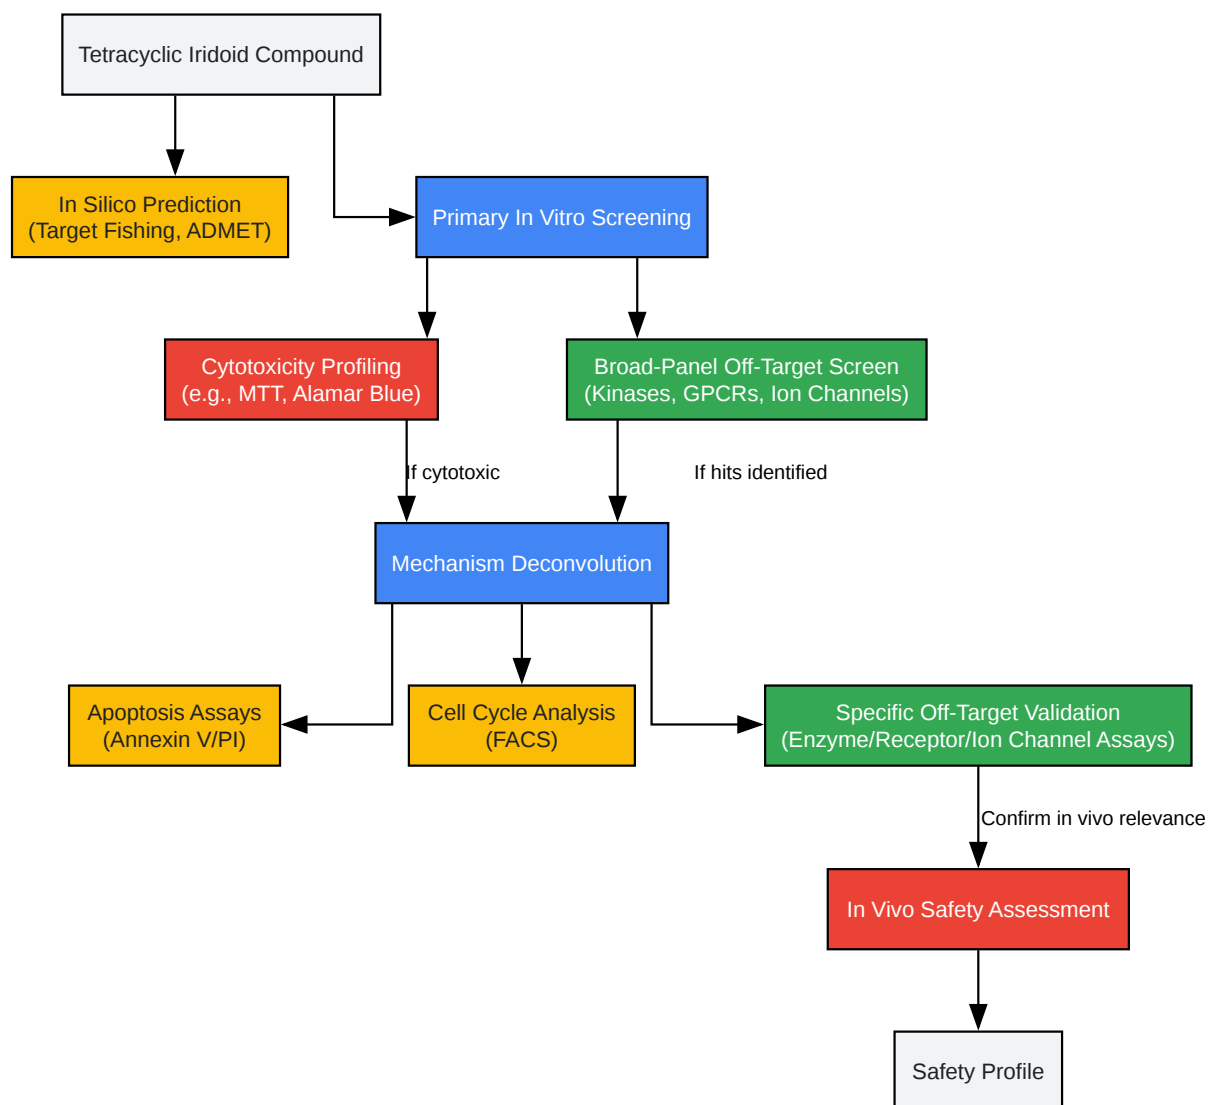 Tetracyclic Iridoid Compound
In Silico Prediction
(Target Fishing, ADMET)
Primary In Vitro Screening
Cytotoxicity Profiling
(e.g., MTT, Alamar Blue)
Broad-Panel Off-Target Screen
(Kinases, GPCRs, Ion Channels)
If cytotoxic
If hits identified
Mechanism Deconvolution
Apoptosis Assays
(Annexin V/PI)
Cell Cycle Analysis
(FACS)
Specific Off-Target Validation
(Enzyme/Receptor/Ion Channel Assays)
Confirm in vivo relevance
In Vivo Safety Assessment
Safety Profile